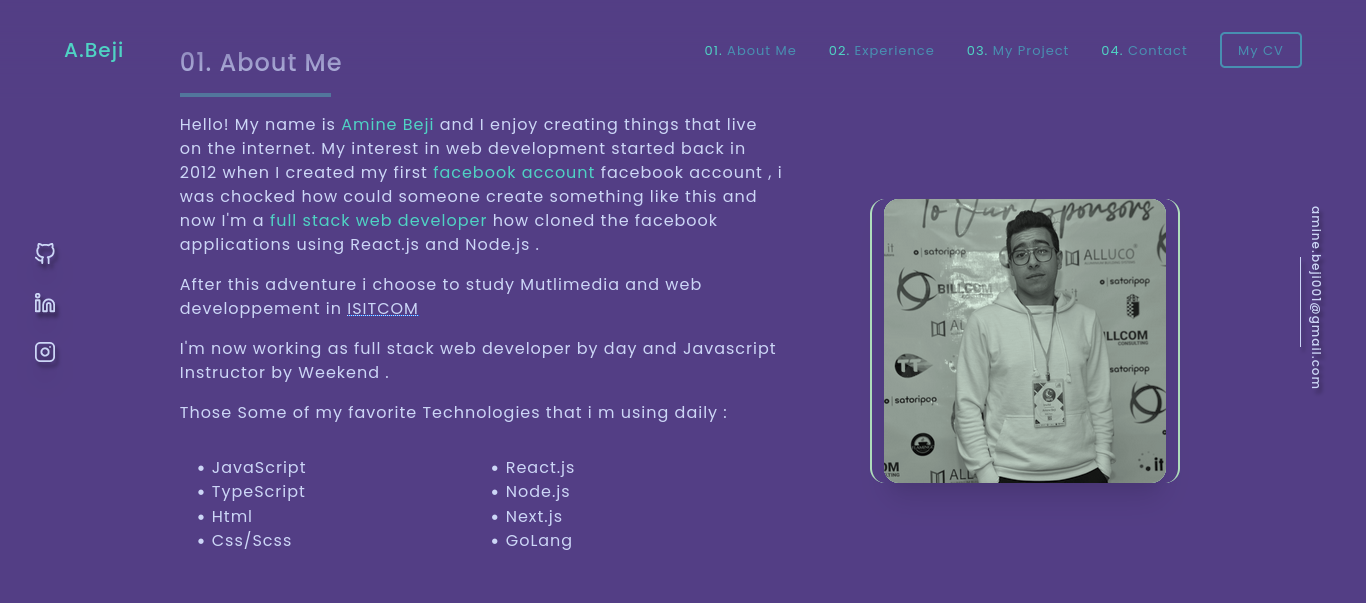 A.Beji
01. About Me
02. Experience
03. My Project
04. Contact
My CV
01. About Me
Hello! My name is Amine Beji and I enjoy creating things that live
on the internet. My interest in web development started back in
2012 when I created my first facebook account facebook account , i
was chocked how could someone create something like this and
now I'm a full stack web developer how cloned the facebook
applications using React.js and Node.js .
After this adventure i choose to study Mutlimedia and web
developpement in ISITCOM
I'm now working as full stack web developer by day and Javascript
Instructor by Weekend .
Those Some of my favorite Technologies that i m using daily :
• JavaScript
• TypeScript
• Html
• Css/Scss
• React.js
• Node.js
• Next.js
• GoLang
To Our Sponsors
it
satoripop
ALLUCO
satoripop
BILLCOM
CONSULTING
BILLCOM
CONSULTING
TT
satoripop
satoripop
ALL
it
amine.beji001@gmail.com